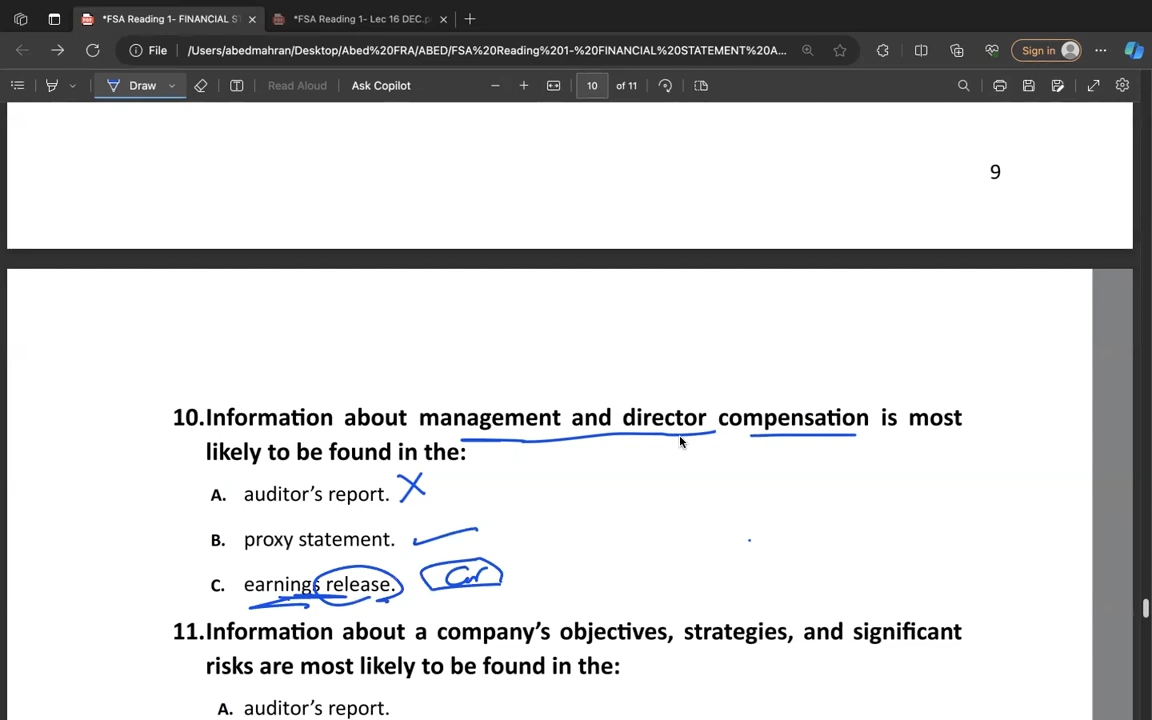 *FSA Reading 1- FINANCIAL S
*FSA Reading 1- Lec 16 DEC.p
File
/Users/abedmahran/Desktop/Abed%20FRA/ABED/FSA%20Reading%201-%20FINANCIAL%20STATEMENT%20A...
Sign in
Draw
Read Aloud
Ask Copilot
10 of 11
9
10.Information about management and director compensation is most
likely to be found in the:
A. auditor's report.
B. proxy statement.
C. earnings release.
11.Information about a company's objectives, strategies, and significant
risks are most likely to be found in the:
A. auditor's report.